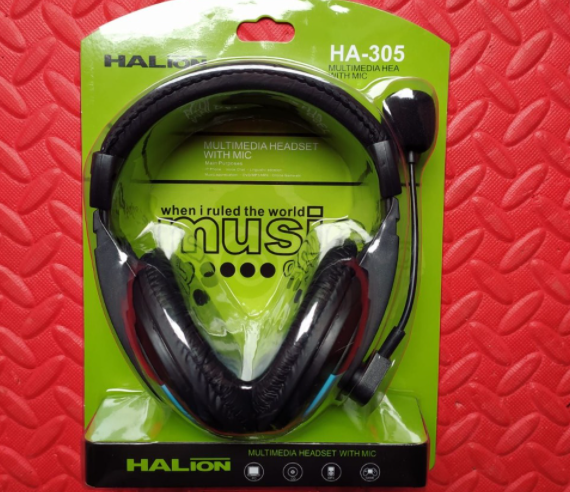 HALION
HA-305
MULTIMEDIA HEA
WITH MIC
MULTIMEDIA HEADSET
WITH MIC
when i ruled the world
musi
HALION
MULTIMEDIA HEADSET WITH MIC